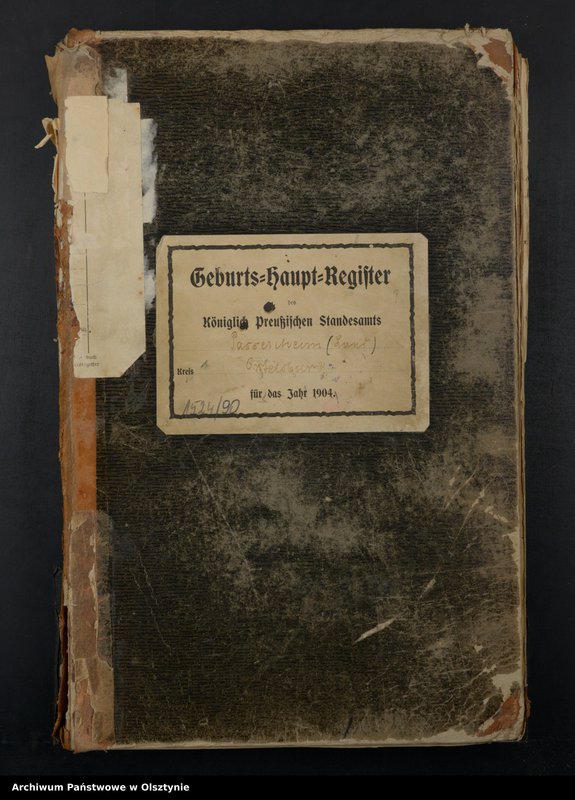 Geburts-Haupt-Register
des
Königlich Preußischen Standesamts
Passenheim (Land)
Kreis Ortelsburg
für das Jahr 1904.
1524/90
Archiwum Państwowe w Olsztynie